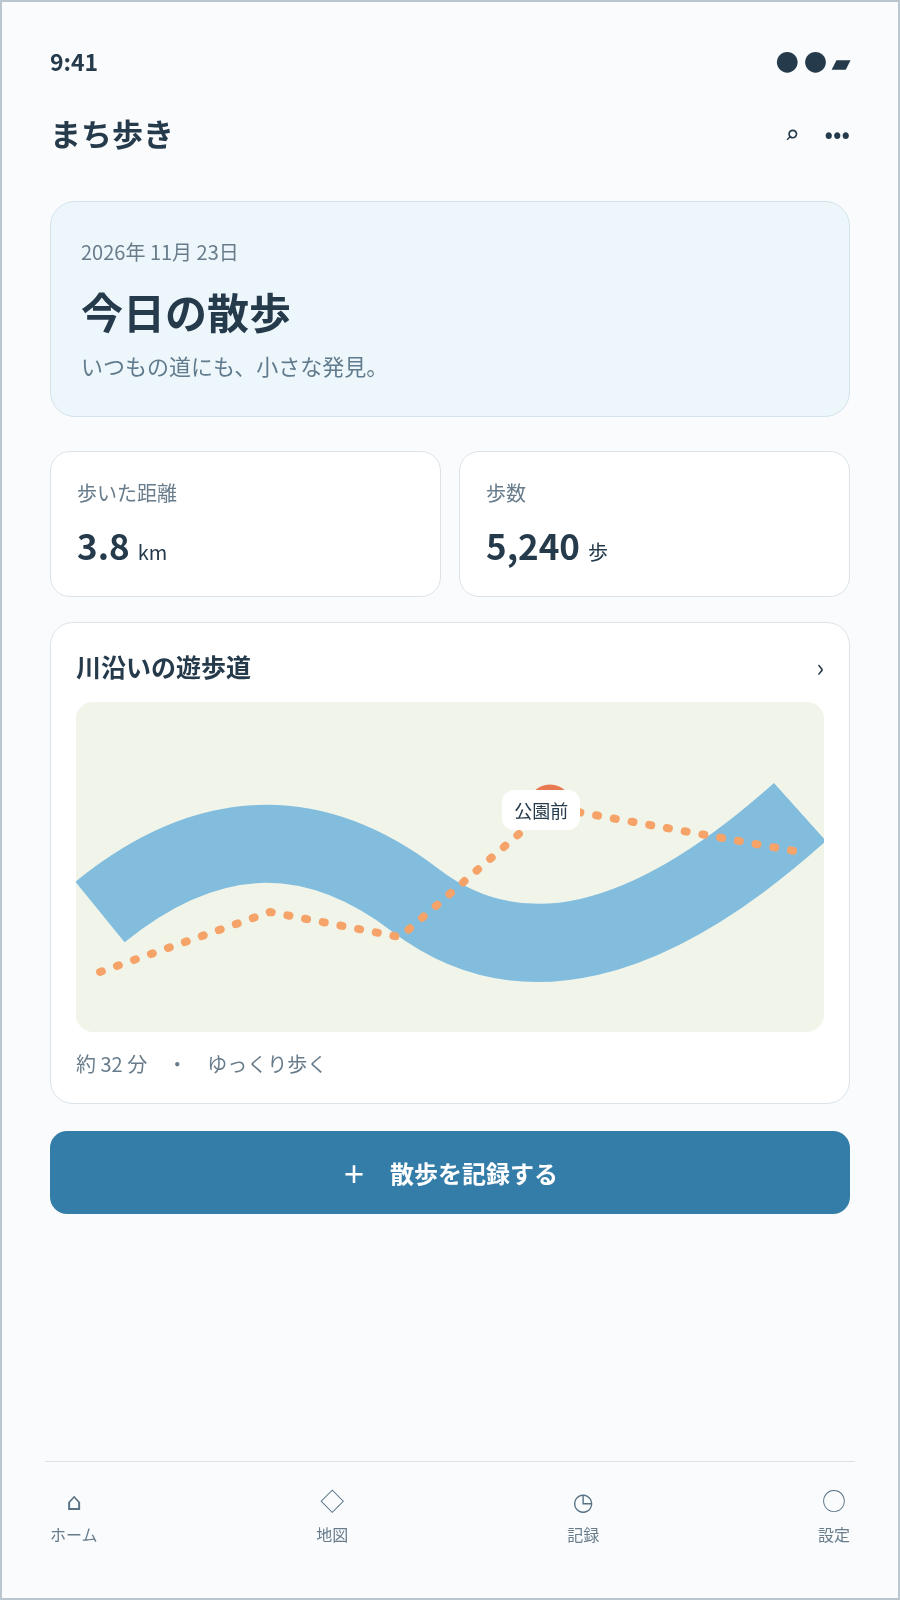 9:41
まち歩き
2026年 11月 23日
今日の散歩
いつもの道にも、小さな発見。
歩いた距離
3.8 km
歩数
5,240 歩
川沿いの遊歩道
公園前
約 32 分 ・ ゆっくり歩く
＋ 散歩を記録する
ホーム
地図
記録
設定